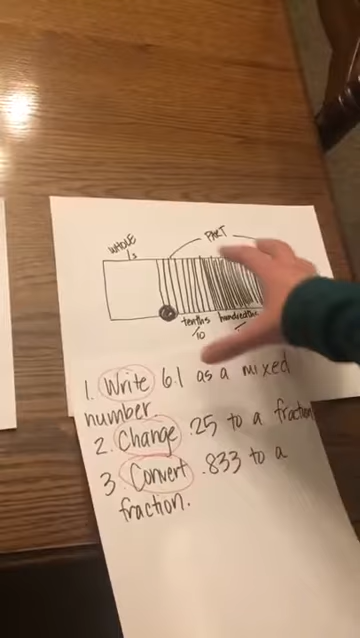 WHOLE PART
1s
tenths hundredths
10
1. Write 6.1 as a mixed
number.
2. Change .25 to a fraction
3. Convert .833 to a
fraction.